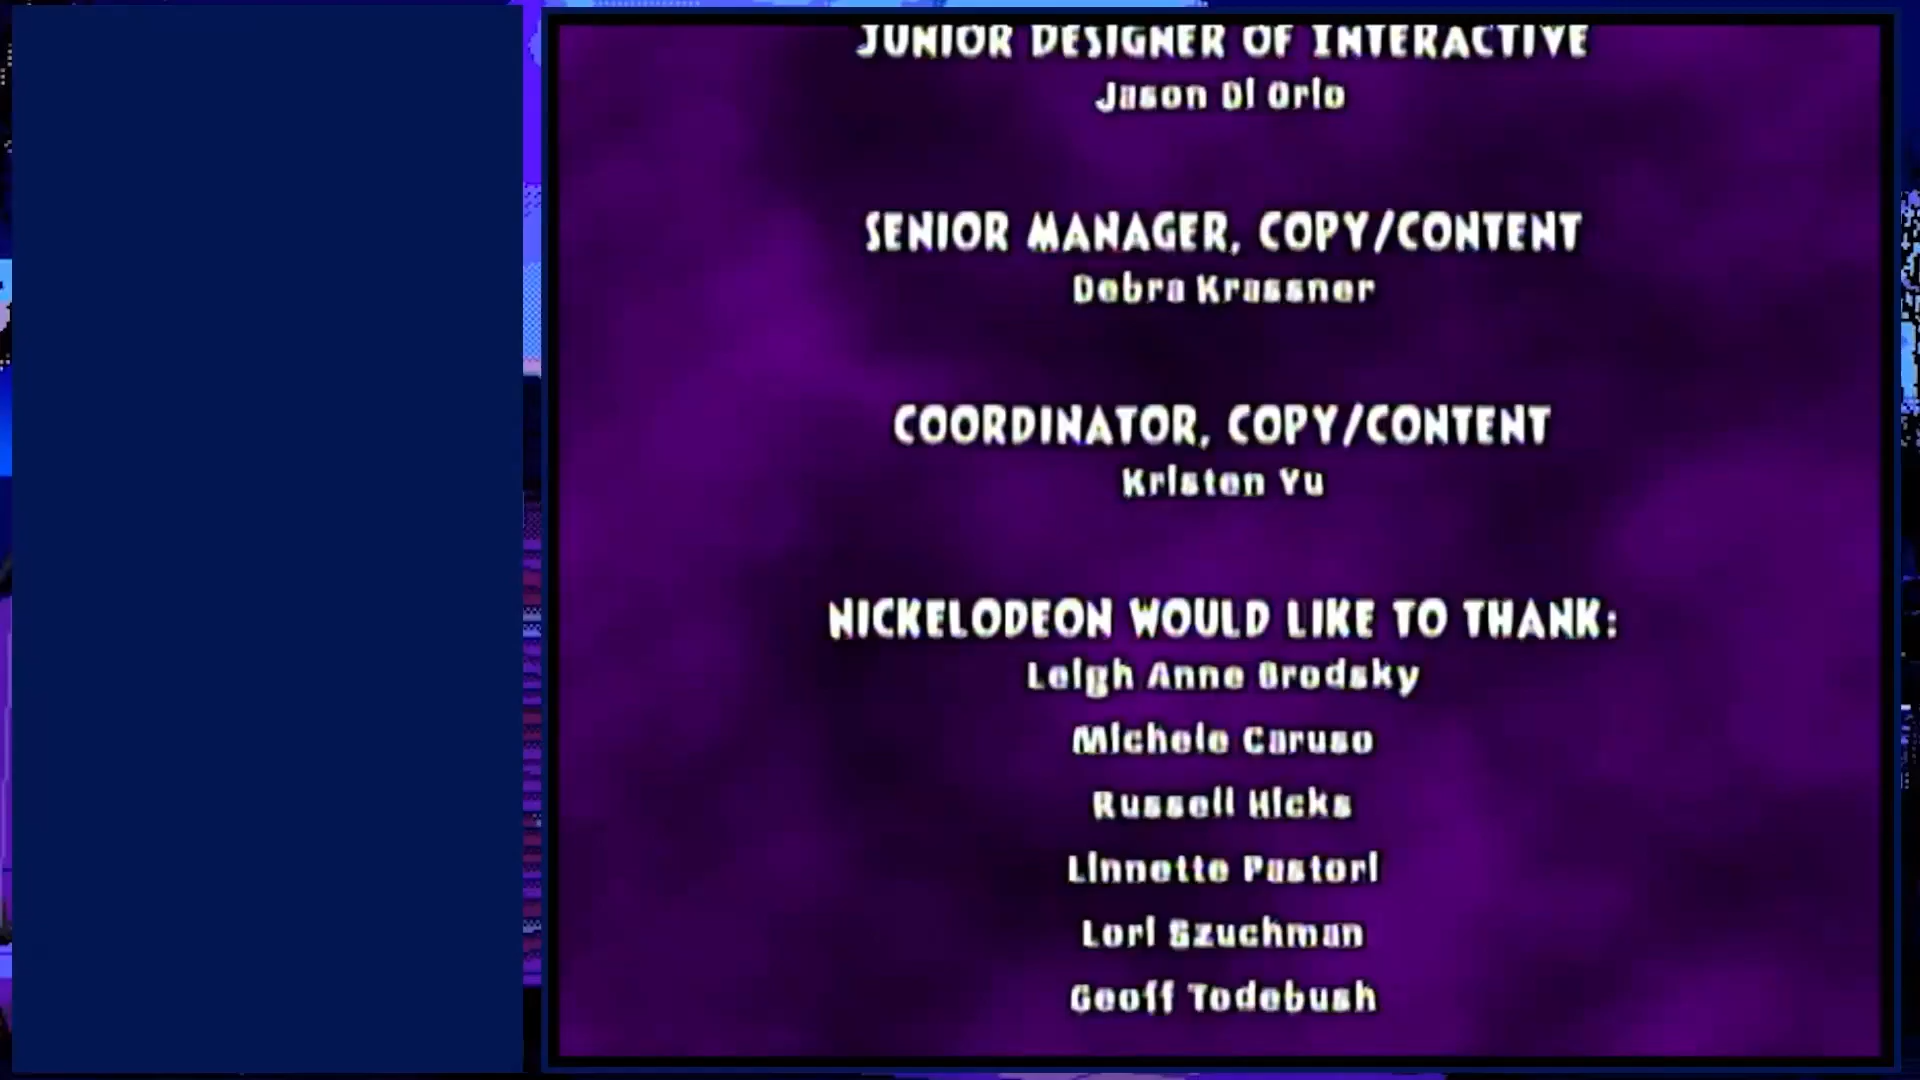 JUNIOR DESIGNER OF INTERACTIVE
Jason Di Orio
SENIOR MANAGER, COPY/CONTENT
Debra Krassner
COORDINATOR, COPY/CONTENT
Kristen Yu
NICKELODEON WOULD LIKE TO THANK:
Leigh Anne Brodsky
Michele Caruso
Russell Hicks
Linnette Pastori
Lori Szuchman
Geoff Todebush